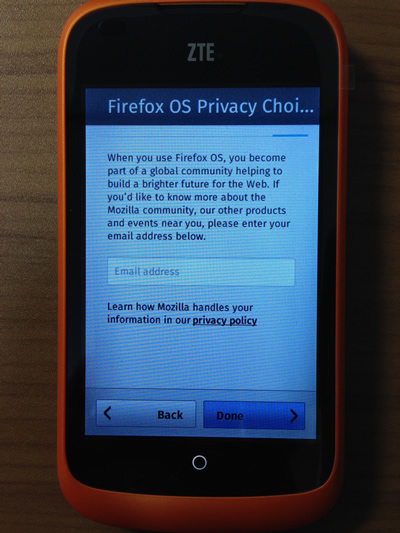 ZTE
Firefox OS Privacy Choi...
When you use Firefox OS, you become
part of a global community helping to
build a brighter future for the Web. If
you'd like to know more about the
Mozilla community, our other products
and events near you, please enter your
email address below.
Email address
Learn how Mozilla handles your
information in our privacy policy
Back Done